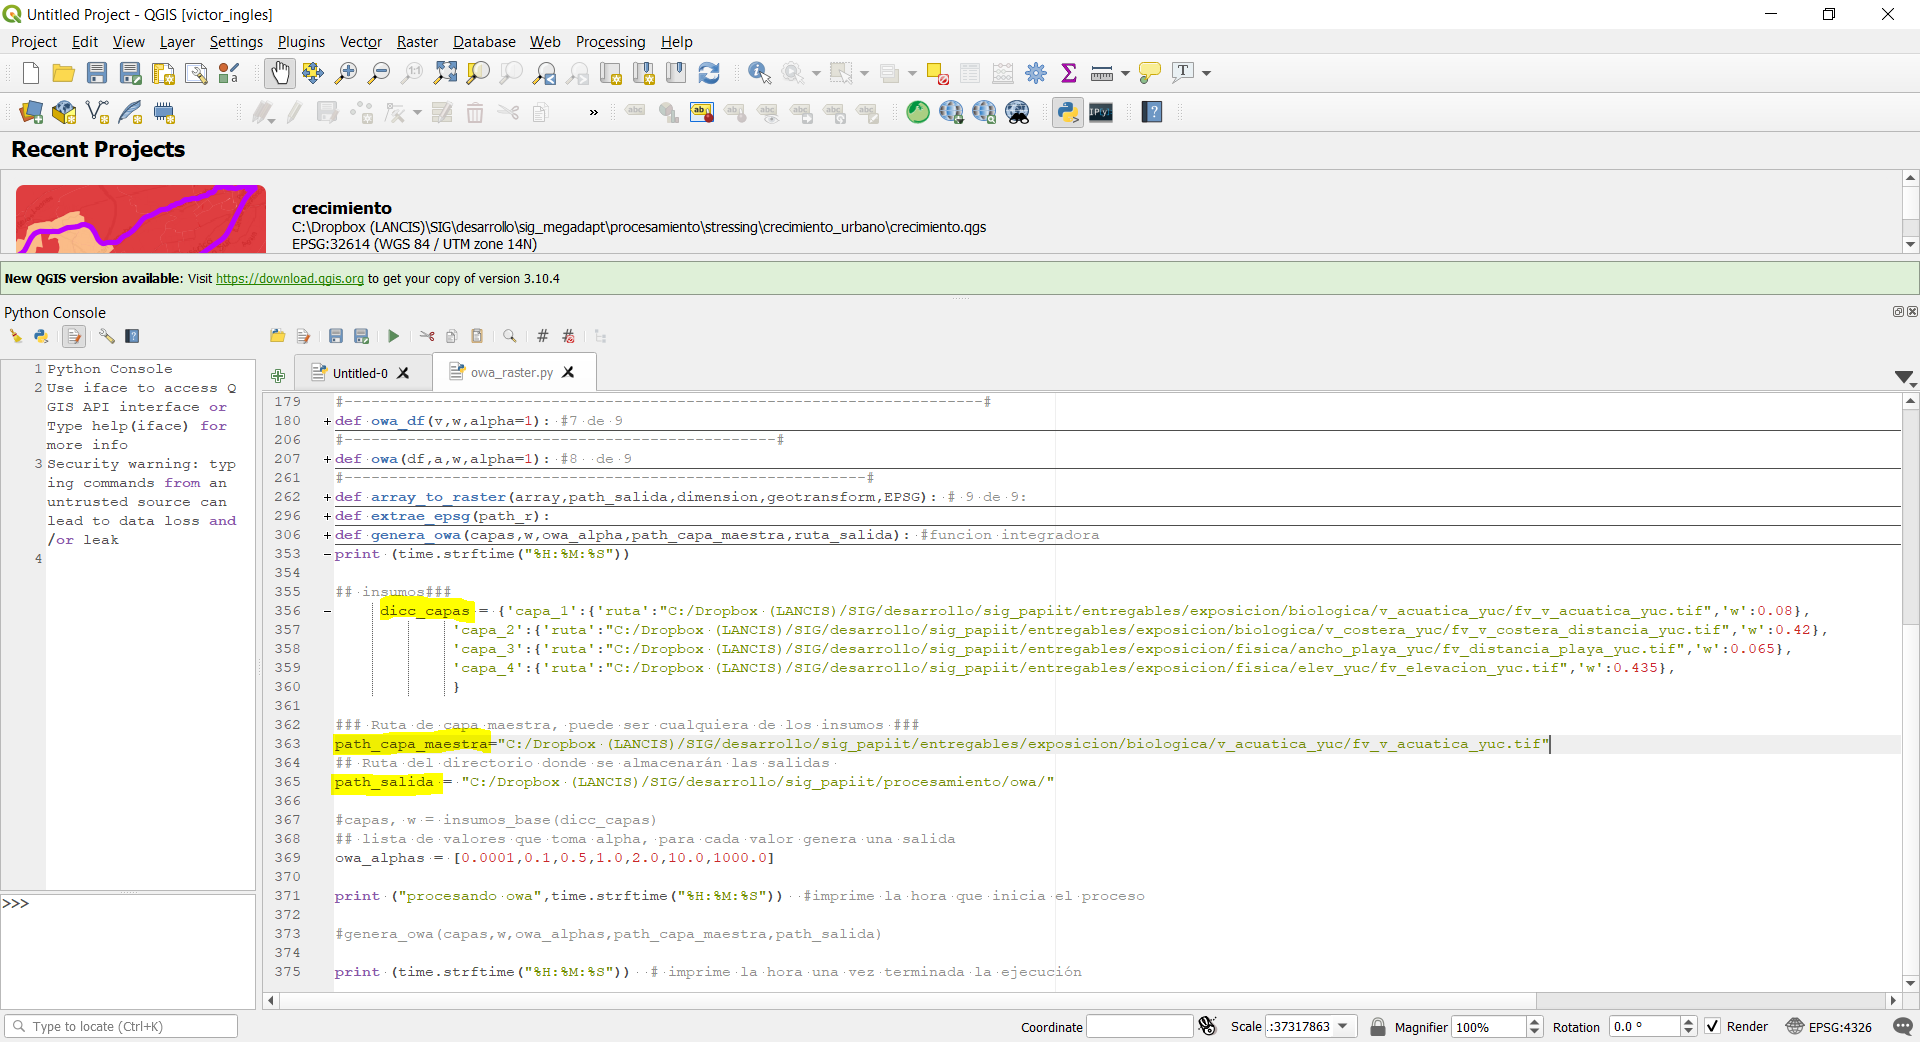 Untitled Project - QGIS [victor_ingles]
Project Edit View Layer Settings Plugins Vector Raster Database Web Processing Help
Recent Projects
crecimiento
C:\Dropbox (LANCIS)\SIG\desarrollo\sig_megadapt\procesamiento\stressing\crecimiento_urbano\crecimiento.qgs
EPSG:32614 (WGS 84 / UTM zone 14N)
New QGIS version available: Visit https://download.qgis.org to get your copy of version 3.10.4
Python Console
1 Python Console
2 Use iface to access Q
GIS API interface or
Type help(iface) for
more info
3 Security warning: typ
ing commands from an
untrusted source can
lead to data loss and
/or leak
4
>>>
Untitled-0 owa_raster.py
179 #-----------------------------------------------------------------------#
180 def owa_df(v,w,alpha=1): #7 de 9
206 #------------------------------------------------#
207 def owa(df,a,w,alpha=1): #8  de 9
261 #----------------------------------------------------------#
262 def array_to_raster(array,path_salida,dimension,geotransform,EPSG): # 9 de 9:
296 def extrae_epsg(path_r):
306 def genera_owa(capas,w,owa_alpha,path_capa_maestra,ruta_salida): #funcion integradora
353 print (time.strftime("%H:%M:%S"))
354
355 ## insumos###
356 dicc_capas = {'capa_1':{'ruta':"C:/Dropbox (LANCIS)/SIG/desarrollo/sig_papiit/entregables/exposicion/biologica/v_acuatica_yuc/fv_v_acuatica_yuc.tif",'w':0.08},
357 'capa_2':{'ruta':"C:/Dropbox (LANCIS)/SIG/desarrollo/sig_papiit/entregables/exposicion/biologica/v_costera_yuc/fv_v_costera_distancia_yuc.tif",'w':0.42},
358 'capa_3':{'ruta':"C:/Dropbox (LANCIS)/SIG/desarrollo/sig_papiit/entregables/exposicion/fisica/ancho_playa_yuc/fv_distancia_playa_yuc.tif",'w':0.065},
359 'capa_4':{'ruta':"C:/Dropbox (LANCIS)/SIG/desarrollo/sig_papiit/entregables/exposicion/fisica/elev_yuc/fv_elevacion_yuc.tif",'w':0.435},
360 }
361
362 ### Ruta de capa maestra, puede ser cualquiera de los insumos ###
363 path_capa_maestra="C:/Dropbox (LANCIS)/SIG/desarrollo/sig_papiit/entregables/exposicion/biologica/v_acuatica_yuc/fv_v_acuatica_yuc.tif"
364 ## Ruta del directorio donde se almacenarán las salidas
365 path_salida = "C:/Dropbox (LANCIS)/SIG/desarrollo/sig_papiit/procesamiento/owa/"
366
367 #capas, w = insumos_base(dicc_capas)
368 ## lista de valores que toma alpha, para cada valor genera una salida
369 owa_alphas = [0.0001,0.1,0.5,1.0,2.0,10.0,1000.0]
370
371 print ("procesando owa",time.strftime("%H:%M:%S")) #imprime la hora que inicia el proceso
372
373 #genera_owa(capas,w,owa_alphas,path_capa_maestra,path_salida)
374
375 print (time.strftime("%H:%M:%S")) # imprime la hora una vez terminada la ejecución
Type to locate (Ctrl+K) Coordinate Scale .:37317863 Magnifier 100% Rotation 0.0 ° Render EPSG:4326